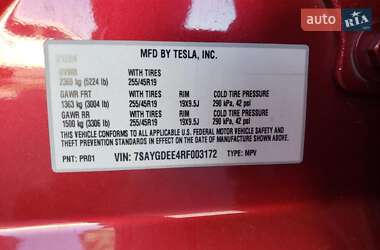 auto RIA.com
MFD BY TESLA, INC.
GVWR
2369 kg (5224 lb)
WITH TIRES
255/45R19
GAWR FRT WITH TIRES RIM COLD TIRE PRESSURE
1363 kg (3004 lb) 255/45R19 19X9.5J 290 kPa, 42 psi
GAWR RR WITH TIRES RIM COLD TIRE PRESSURE
1500 kg (3306 lb) 255/45R19 19X9.5J 290 kPa, 42 psi
THIS VEHICLE CONFORMS TO ALL APPLICABLE U.S. FEDERAL MOTOR VEHICLE
SAFETY AND THEFT PREVENTION STANDARDS IN EFFECT ON THE DATE OF
MANUFACTURE SHOWN ABOVE.
PNT: PR01 VIN: 7SAYGDEE4RF003172 TYPE: MPV